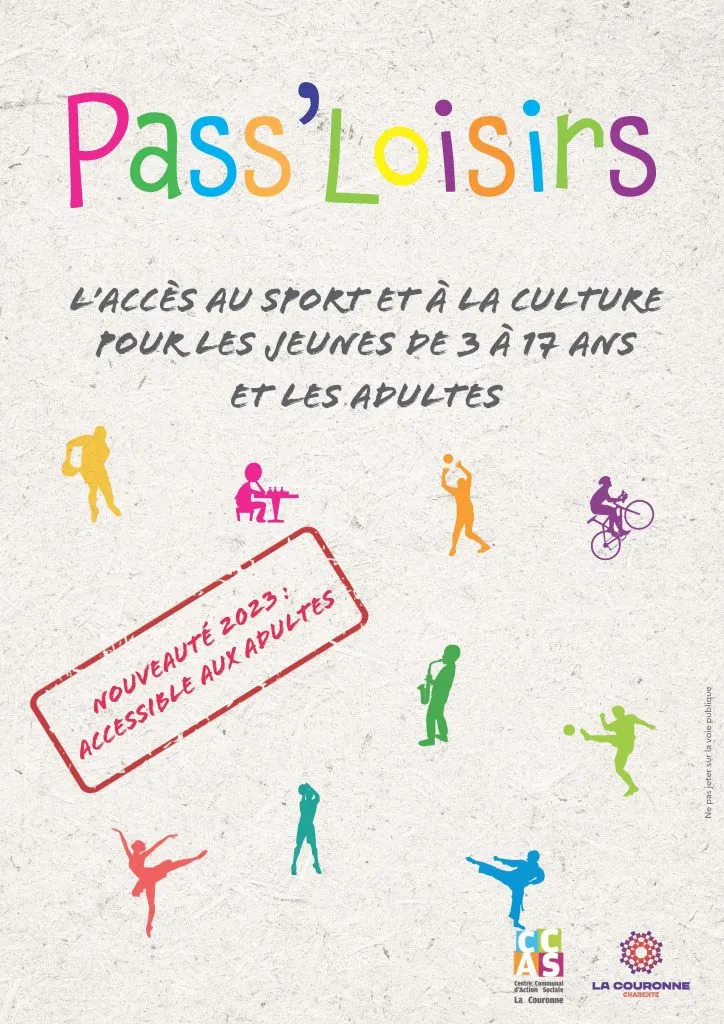 Pass'Loisirs
L'ACCÈS AU SPORT ET À LA CULTURE
POUR LES JEUNES DE 3 À 17 ANS
ET LES ADULTES
NOUVEAUTÉ 2023 :
ACCESSIBLE AUX ADULTES
Ne pas jeter sur la voie publique
CC
AS
Centre Communal
d'Action Sociale
La Couronne
LA COURONNE
CHARENTE